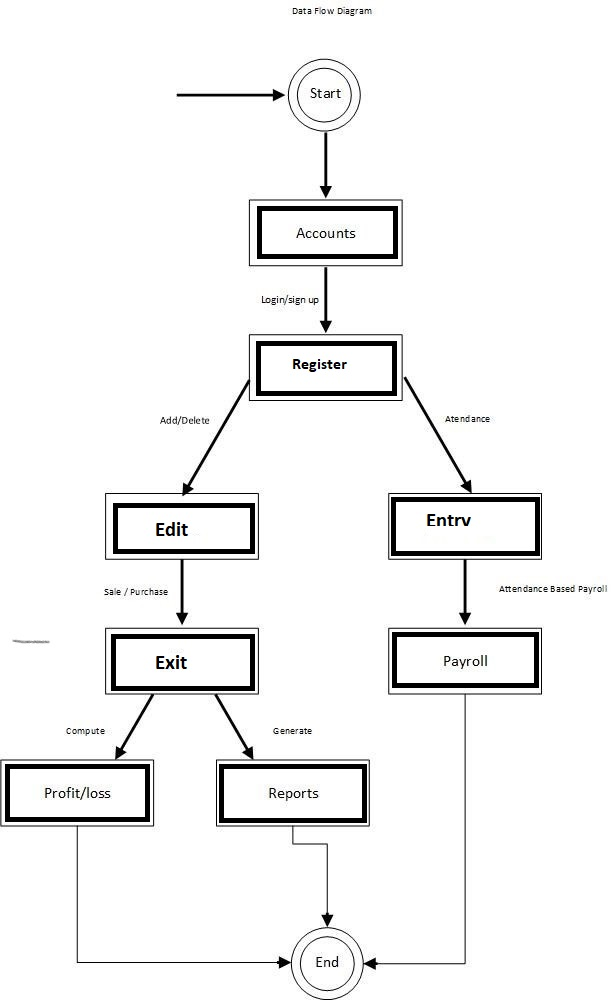 Data Flow Diagram
Start
Accounts
Login/sign up
Register
Add/Delete
Atendance
Edit
Entry
Sale / Purchase
Attendance Based Payroll
Exit
Payroll
Compute
Generate
Profit/loss
Reports
End